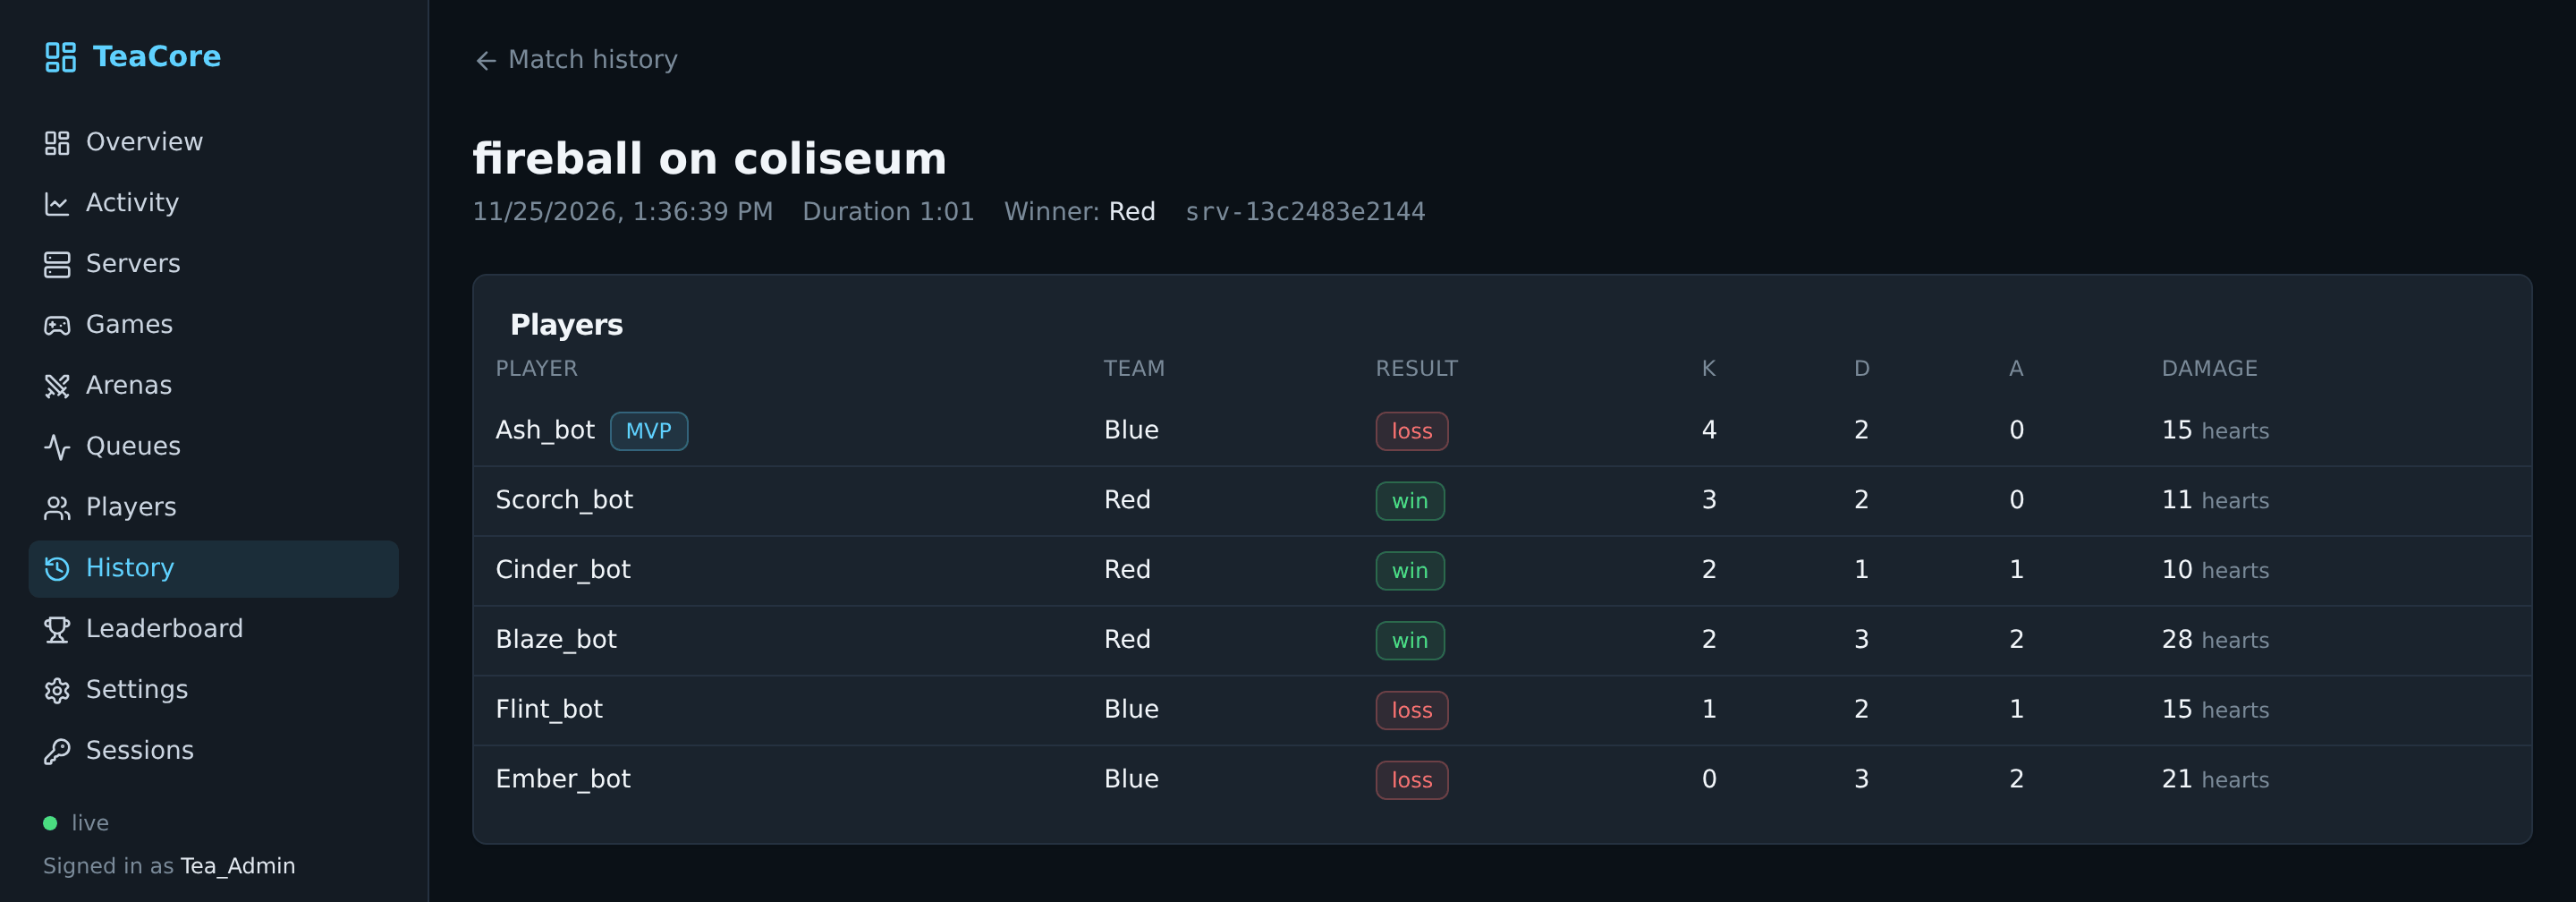 TeaCore
Overview
Activity
Servers
Games
Arenas
Queues
Players
History
Leaderboard
Settings
Sessions
live
Signed in as Tea_Admin
← Match history
fireball on coliseum
11/25/2026, 1:36:39 PM Duration 1:01 Winner: Red srv-13c2483e2144
Players
PLAYER TEAM RESULT K D A DAMAGE
Ash_bot MVP Blue loss 4 2 0 15 hearts
Scorch_bot Red win 3 2 0 11 hearts
Cinder_bot Red win 2 1 1 10 hearts
Blaze_bot Red win 2 3 2 28 hearts
Flint_bot Blue loss 1 2 1 15 hearts
Ember_bot Blue loss 0 3 2 21 hearts